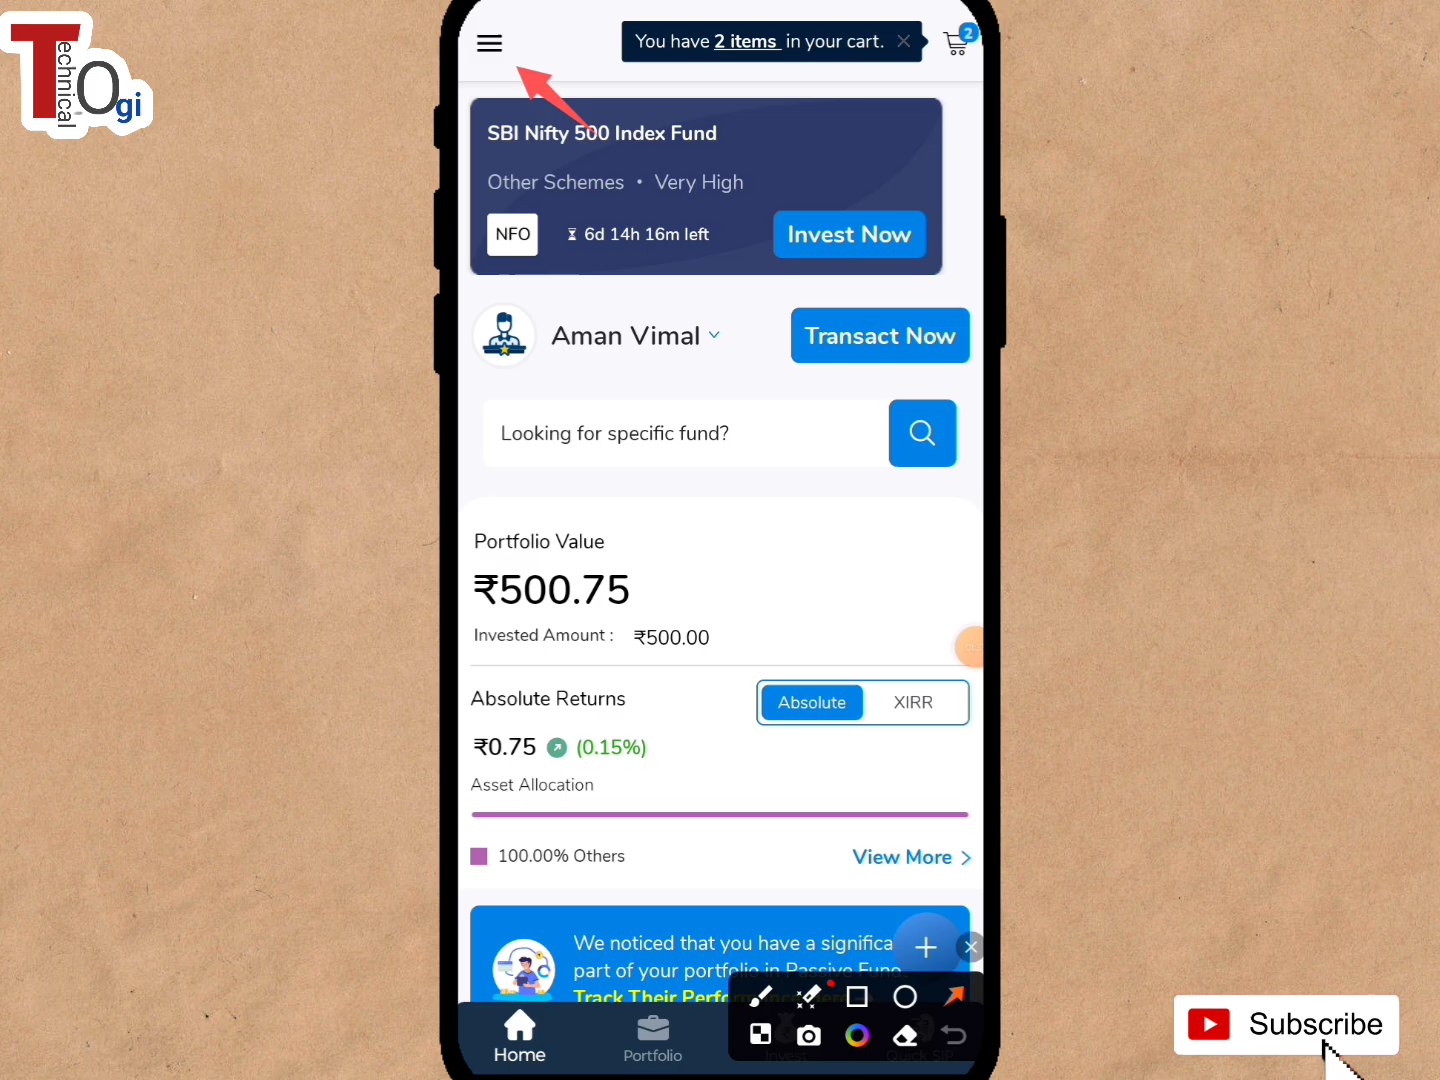 Technical
Ogi
You have 2 items in your cart.
2
SBI Nifty 500 Index Fund
Other Schemes • Very High
NFO
6d 14h 16m left
Invest Now
Aman Vimal
Transact Now
Looking for specific fund?
Portfolio Value
₹500.75
Invested Amount : ₹500.00
Absolute Returns
Absolute
XIRR
₹0.75 (0.15%)
Asset Allocation
100.00% Others
View More
We noticed that you have a significa
part of your portfolio in Passive Fund
Track Their Perfor
Home
Portfolio
Invest
Quick SIP
Subscribe